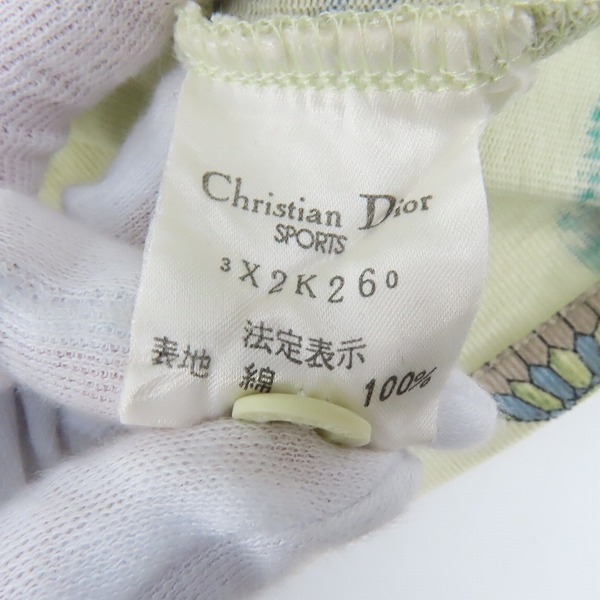 Christian Dior
SPORTS
3X2K260
法定表示
表地 綿 100%